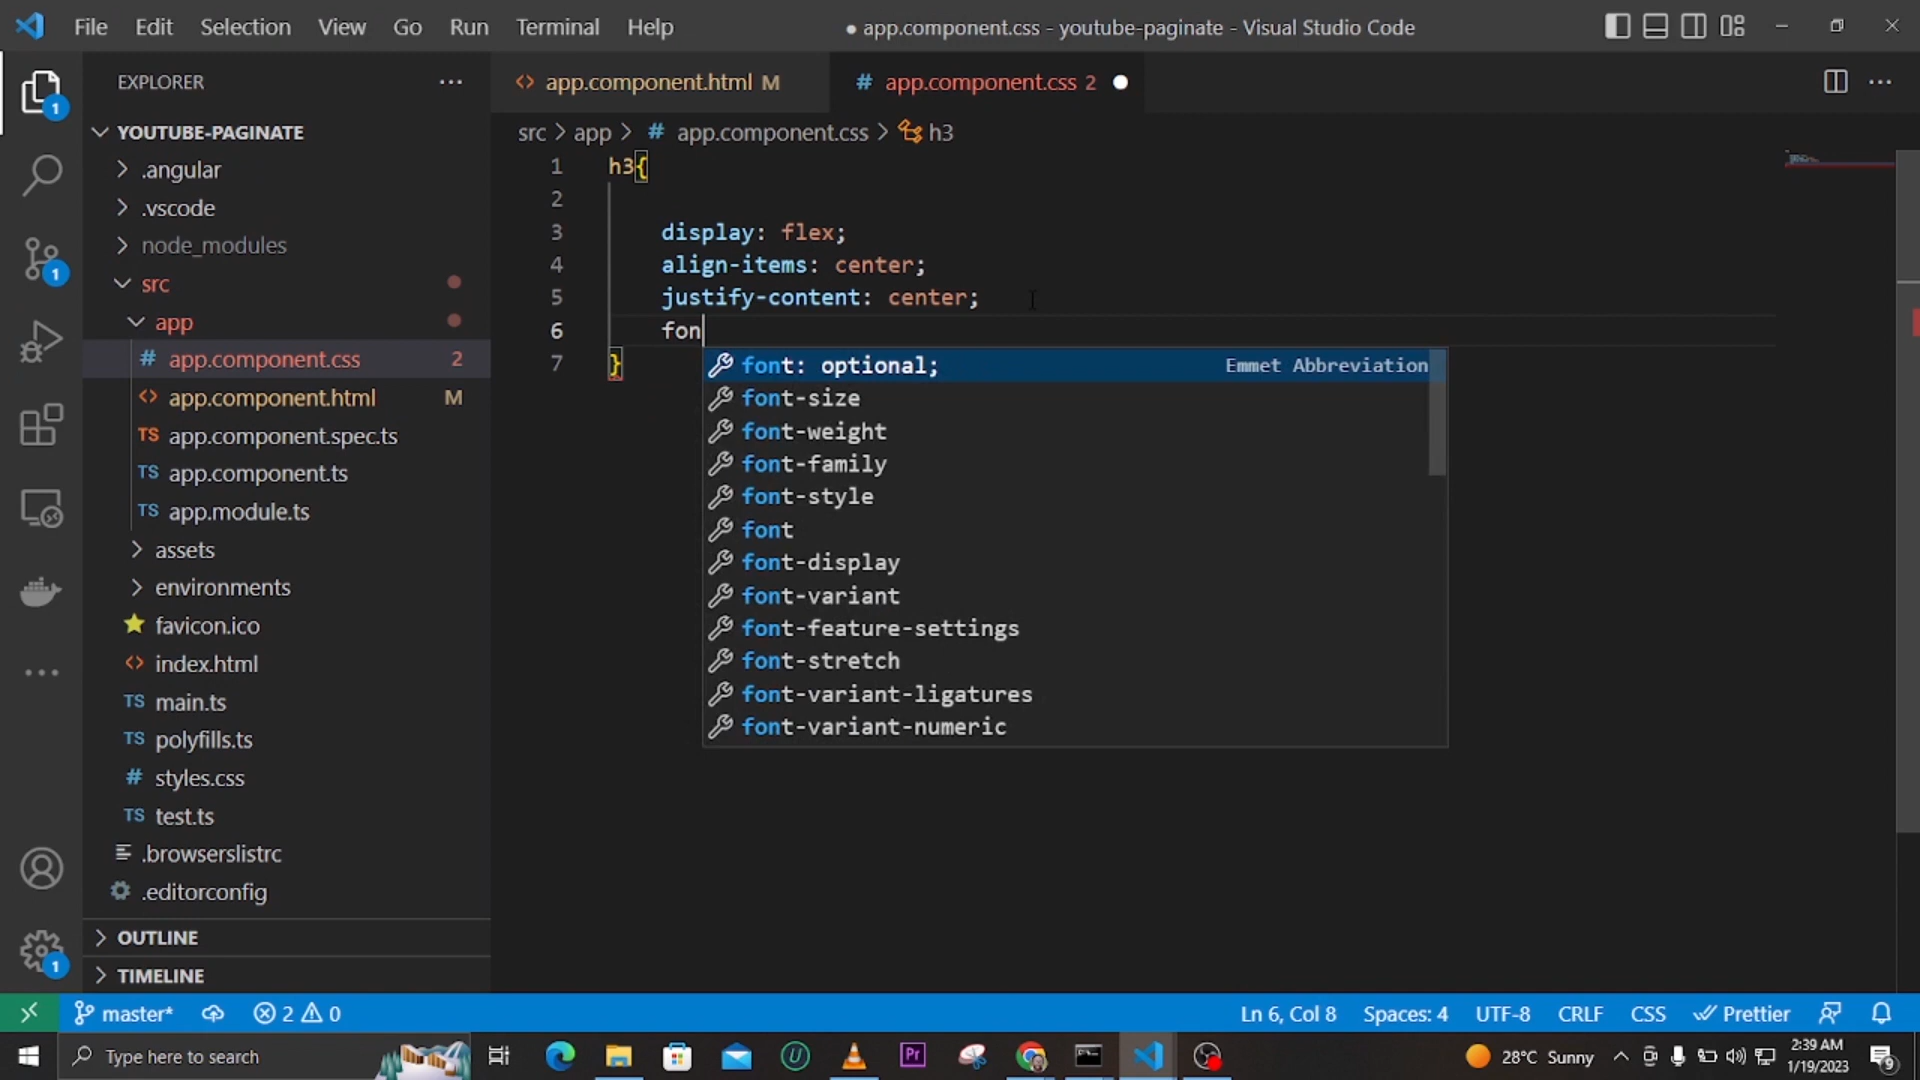 File Edit Selection View Go Run Terminal Help ● app.component.css - youtube-paginate - Visual Studio Code
EXPLORER ...
<> app.component.html M # app.component.css 2 ●
YOUTUBE-PAGINATE
src > app > # app.component.css > h3
.angular
.vscode
node_modules
src
app
# app.component.css 2
<> app.component.html M
TS app.component.spec.ts
TS app.component.ts
TS app.module.ts
assets
environments
favicon.ico
<> index.html
TS main.ts
TS polyfills.ts
# styles.css
TS test.ts
.browserslistrc
.editorconfig
OUTLINE
TIMELINE
1
1
1
1 h3{
2
3 display: flex;
4 align-items: center;
5 justify-content: center;
6 fon
7 }
font: optional; Emmet Abbreviation
font-size
font-weight
font-family
font-style
font
font-display
font-variant
font-feature-settings
font-stretch
font-variant-ligatures
font-variant-numeric
master* 2 0 Ln 6, Col 8 Spaces: 4 UTF-8 CRLF CSS Prettier
Type here to search U Pr 28°C Sunny 2:39 AM
1/19/2023 9